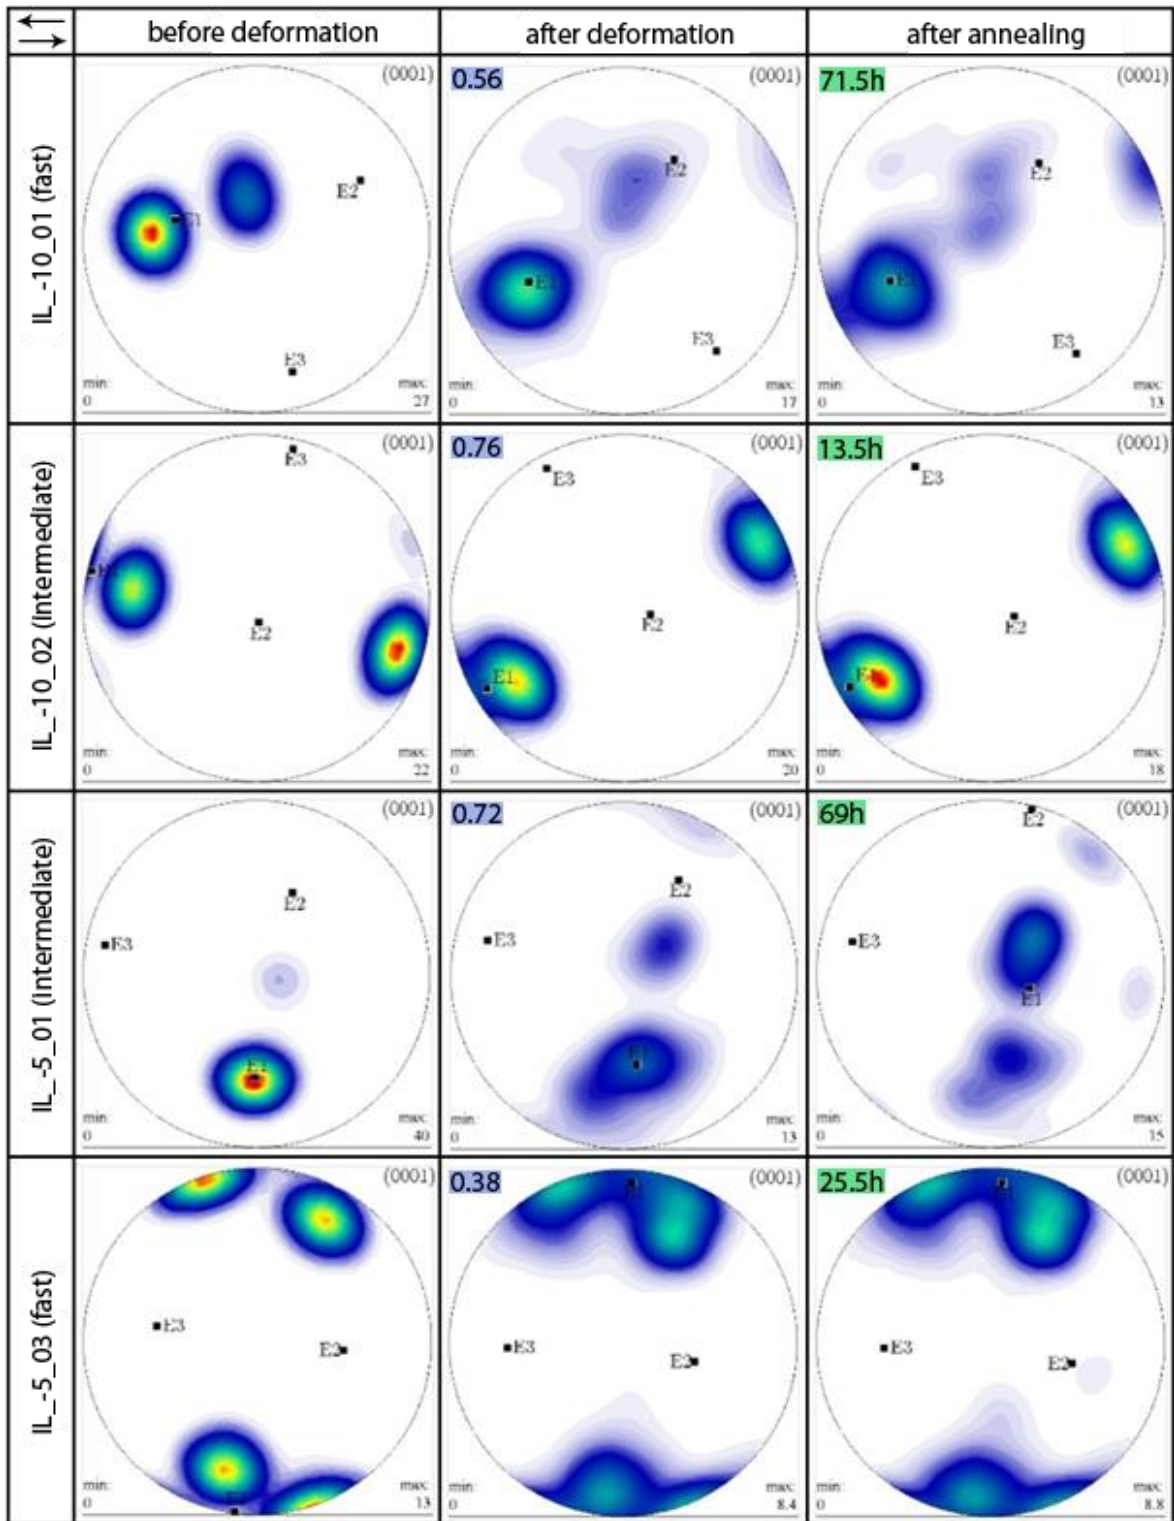 before deformation
after deformation
after annealing
IL_-10_01 (fast)
(0001)
E1
E2
E3
min:
0
max:
27
0.56
(0001)
E2
E1
E3
min:
0
max:
17
71.5h
(0001)
E2
E1
E3
min:
0
max:
13
IL_-10_02 (intermediate)
(0001)
E3
E2
min:
0
max:
22
0.76
(0001)
E3
E2
E1
min:
0
max:
20
13.5h
(0001)
E3
E2
E1
min:
0
max:
18
IL_-5_01 (intermediate)
(0001)
E2
E3
E1
min:
0
max:
40
0.72
(0001)
E2
E3
E1
min:
0
max:
13
69h
(0001)
E2
E3
E1
min:
0
max:
15
IL_-5_03 (fast)
(0001)
E3
E2
min:
0
max:
13
0.38
(0001)
E3
E2
min:
0
max:
8.4
25.5h
(0001)
E3
E2
min:
0
max:
8.8